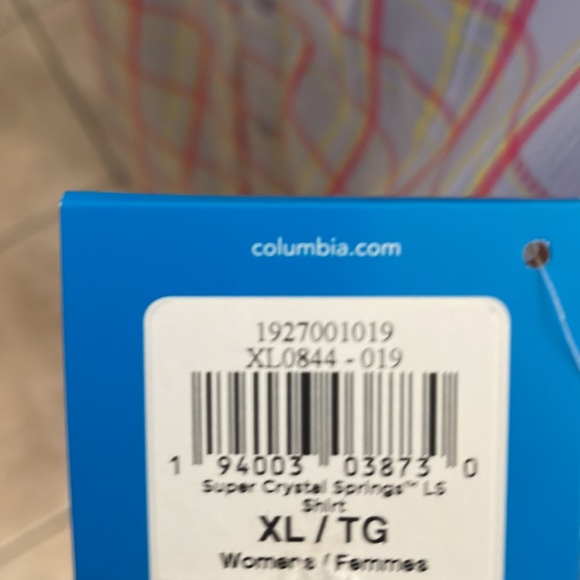 columbia.com
1927001019
XL0844 - 019
1 94003 03873 0
Super Crystal Springs™ LS
Shirt
XL / TG
Womens / Femmes